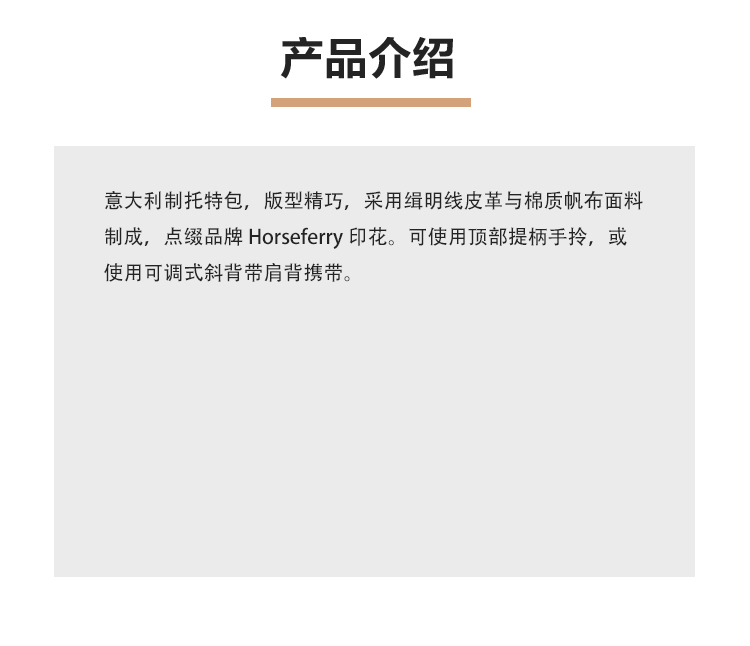 产品介绍
意大利制托特包，版型精巧，采用缉明线皮革与棉质帆布面料
制成，点缀品牌 Horseferry 印花。可使用顶部提柄手拎，或
使用可调式斜背带肩背携带。